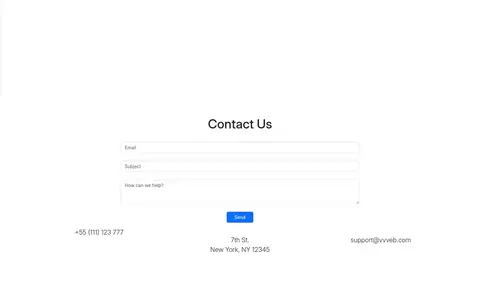 Contact Us
Email
Subject
How can we help?
Send
+55 (111) 123 777
7th St.
New York, NY 12345
support@vvveb.com